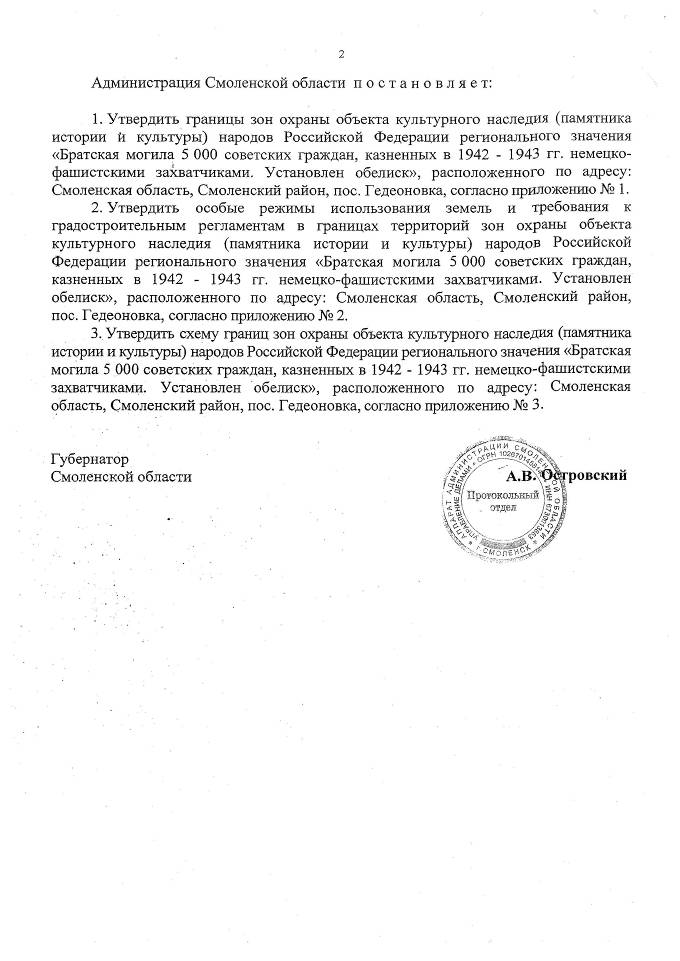 2
Администрация Смоленской области п о с т а н о в л я е т:
1. Утвердить границы зон охраны объекта культурного наследия (памятника
истории и культуры) народов Российской Федерации регионального значения
«Братская могила 5 000 советских граждан, казненных в 1942 - 1943 гг. немецко-
фашистскими захватчиками. Установлен обелиск», расположенного по адресу:
Смоленская область, Смоленский район, пос. Гедеоновка, согласно приложению № 1.
2. Утвердить особые режимы использования земель и требования к
градостроительным регламентам в границах территорий зон охраны объекта
культурного наследия (памятника истории и культуры) народов Российской
Федерации регионального значения «Братская могила 5 000 советских граждан,
казненных в 1942 - 1943 гг. немецко-фашистскими захватчиками. Установлен
обелиск», расположенного по адресу: Смоленская область, Смоленский район,
пос. Гедеоновка, согласно приложению № 2.
3. Утвердить схему границ зон охраны объекта культурного наследия (памятника
истории и культуры) народов Российской Федерации регионального значения «Братская
могила 5 000 советских граждан, казненных в 1942 - 1943 гг. немецко-фашистскими
захватчиками. Установлен обелиск», расположенного по адресу: Смоленская
область, Смоленский район, пос. Гедеоновка, согласно приложению № 3.
Губернатор
Смоленской области
А.В. Островский
АППАРАТ АДМИНИСТРАЦИИ СМОЛЕНСКОЙ ОБЛАСТИ
УПРАВЛЕНИЕ ДЕЛАМИ
г.СМОЛЕНСК
Протокольный
отдел